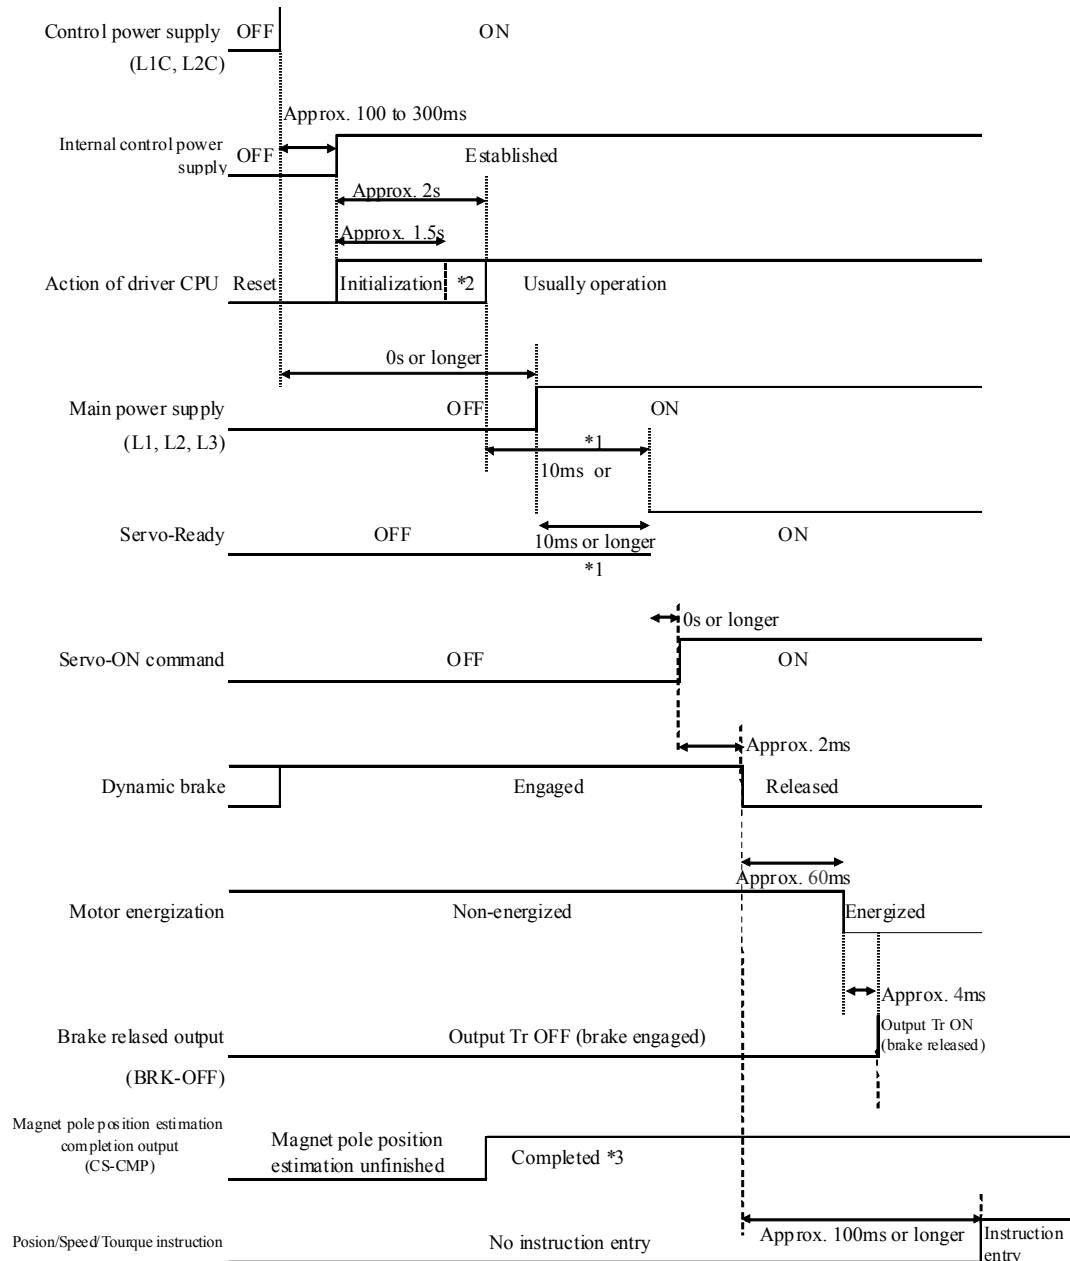 Control power supply OFF ON
(L1C, L2C)
Approx. 100 to 300ms
Internal control power
supply OFF Established
Approx. 2s
Approx. 1.5s
Action of driver CPU Reset Initialization *2 Usually operation
0s or longer
Main power supply OFF ON
(L1, L2, L3)
*1
10ms or
Servo-Ready OFF ON
10ms or longer
*1
0s or longer
Servo-ON command OFF ON
Approx. 2ms
Dynamic brake Engaged Released
Approx. 60ms
Motor energization Non-energized Energized
Approx. 4ms
Brake relased output Output Tr OFF (brake engaged) Output Tr ON
(brake released)
(BRK-OFF)
Magnet pole position estimation
completion output
(CS-CMP)
Magnet pole position
estimation unfinished
Completed *3
Approx. 100ms or longer
Posion/Speed/Tourque instruction No instruction entry Instruction
entry